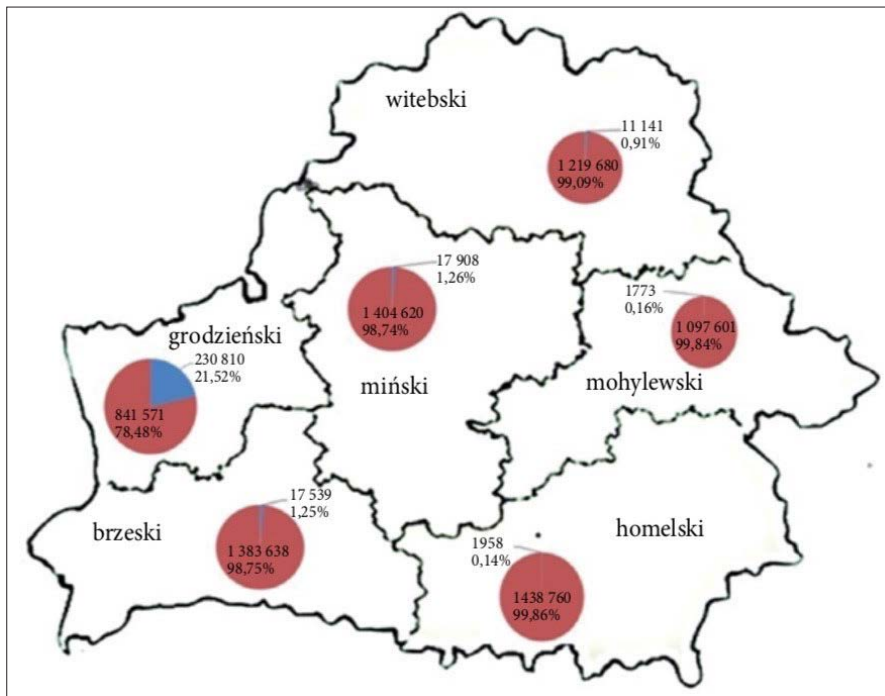 witebski
11 141
0,91%
1 219 680
99,09%
17 908
1,26%
1 404 620
98,74%
miński
1773
0,16%
1 097 601
99,84%
mohylewski
grodzieński
230 810
21,52%
841 571
78,48%
17 539
1,25%
brzeski
1 383 638
98,75%
homelski
1958
0,14%
1438 760
99,86%